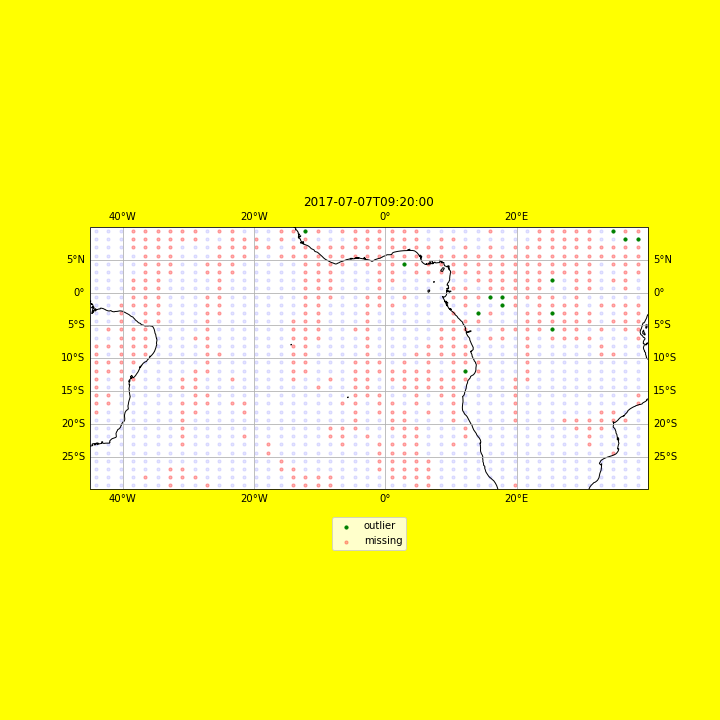 2017-07-07T09:20:00
40°W 20°W 0° 20°E
5°N 5°N
0° 0°
5°S 5°S
10°S 10°S
15°S 15°S
20°S 20°S
25°S 25°S
40°W 20°W 0° 20°E
outlier
missing